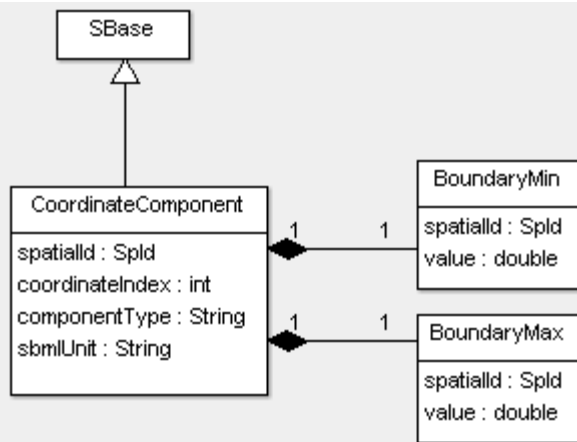 SBase
CoordinateComponent
spatialId : SpId
coordinateIndex : int
componentType : String
sbmlUnit : String
1 1
1 1
BoundaryMin
spatialId : SpId
value : double
BoundaryMax
spatialId : SpId
value : double